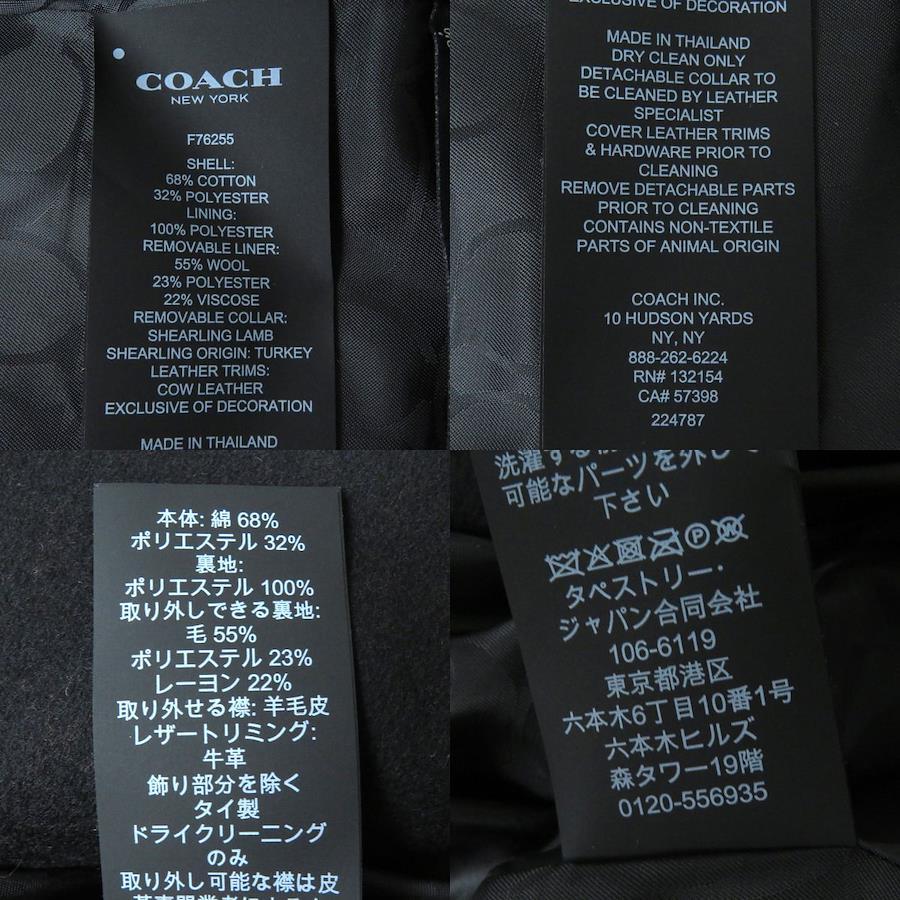 COACH
NEW YORK
F76255
SHELL:
68% COTTON
32% POLYESTER
LINING:
100% POLYESTER
REMOVABLE LINER:
55% WOOL
23% POLYESTER
22% VISCOSE
REMOVABLE COLLAR:
SHEARLING LAMB
SHEARLING ORIGIN: TURKEY
LEATHER TRIMS:
COW LEATHER
EXCLUSIVE OF DECORATION
MADE IN THAILAND
EXCLUSIVE OF DECORATION
MADE IN THAILAND
DRY CLEAN ONLY
DETACHABLE COLLAR TO
BE CLEANED BY LEATHER
SPECIALIST
COVER LEATHER TRIMS
& HARDWARE PRIOR TO
CLEANING
REMOVE DETACHABLE PARTS
PRIOR TO CLEANING
CONTAINS NON-TEXTILE
PARTS OF ANIMAL ORIGIN
COACH INC.
10 HUDSON YARDS
NY, NY
888-262-6224
RN# 132154
CA# 57398
224787
本体: 綿 68%
ポリエステル 32%
裏地:
ポリエステル 100%
取り外しできる裏地:
毛 55%
ポリエステル 23%
レーヨン 22%
取り外せる襟: 羊毛皮
レザートリミング:
牛革
飾り部分を除く
タイ製
ドライクリーニング
のみ
取り外し可能な襟は皮
洗濯する
可能なパーツを外して
下さい
タペストリー・
ジャパン合同会社
106-6119
東京都港区
六本木6丁目10番1号
六本木ヒルズ
森タワー19階
0120-556935